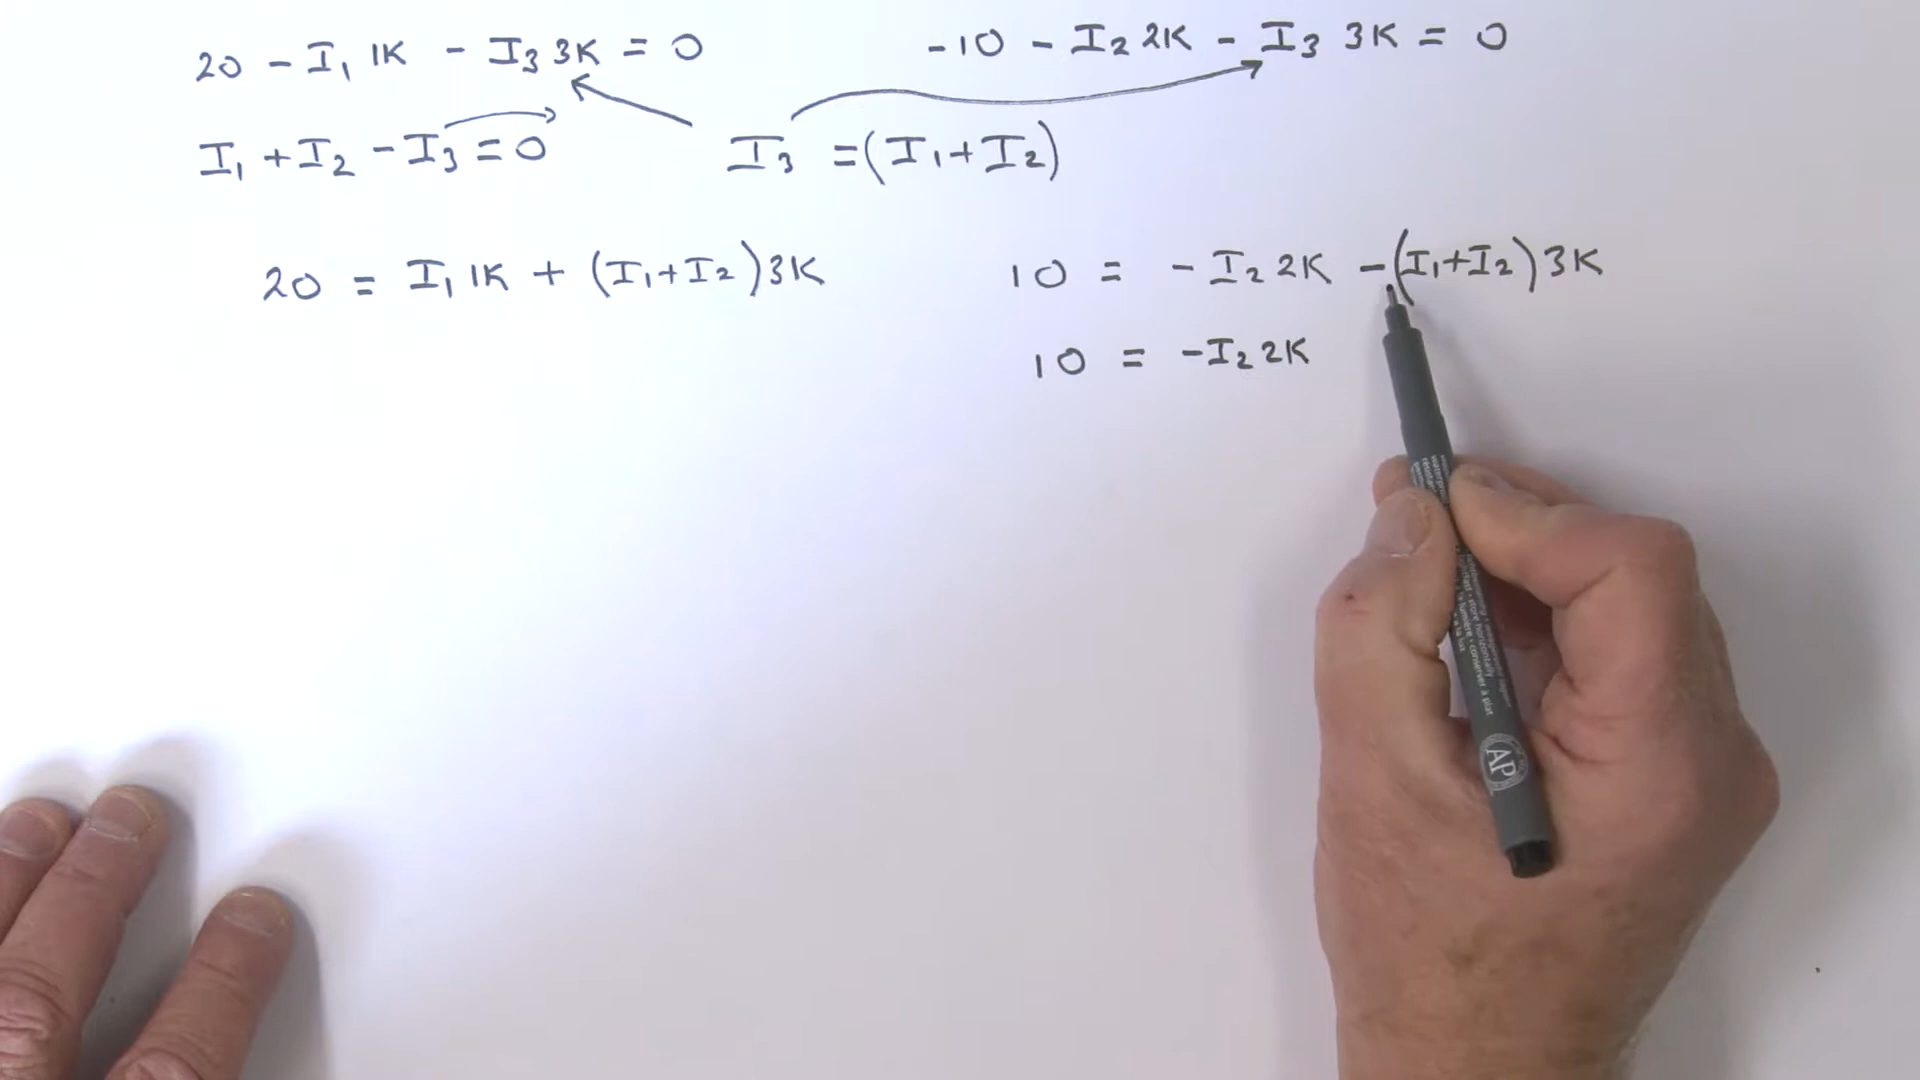 20 - I₁ 1K - I₃ 3K = 0
-10 - I₂ 2K - I₃ 3K = 0
I₁ + I₂ - I₃ = 0
I₃ = (I₁ + I₂)
20 = I₁ 1K + (I₁ + I₂) 3K
10 = - I₂ 2K - (I₁ + I₂) 3K
10 = - I₂ 2K
AP